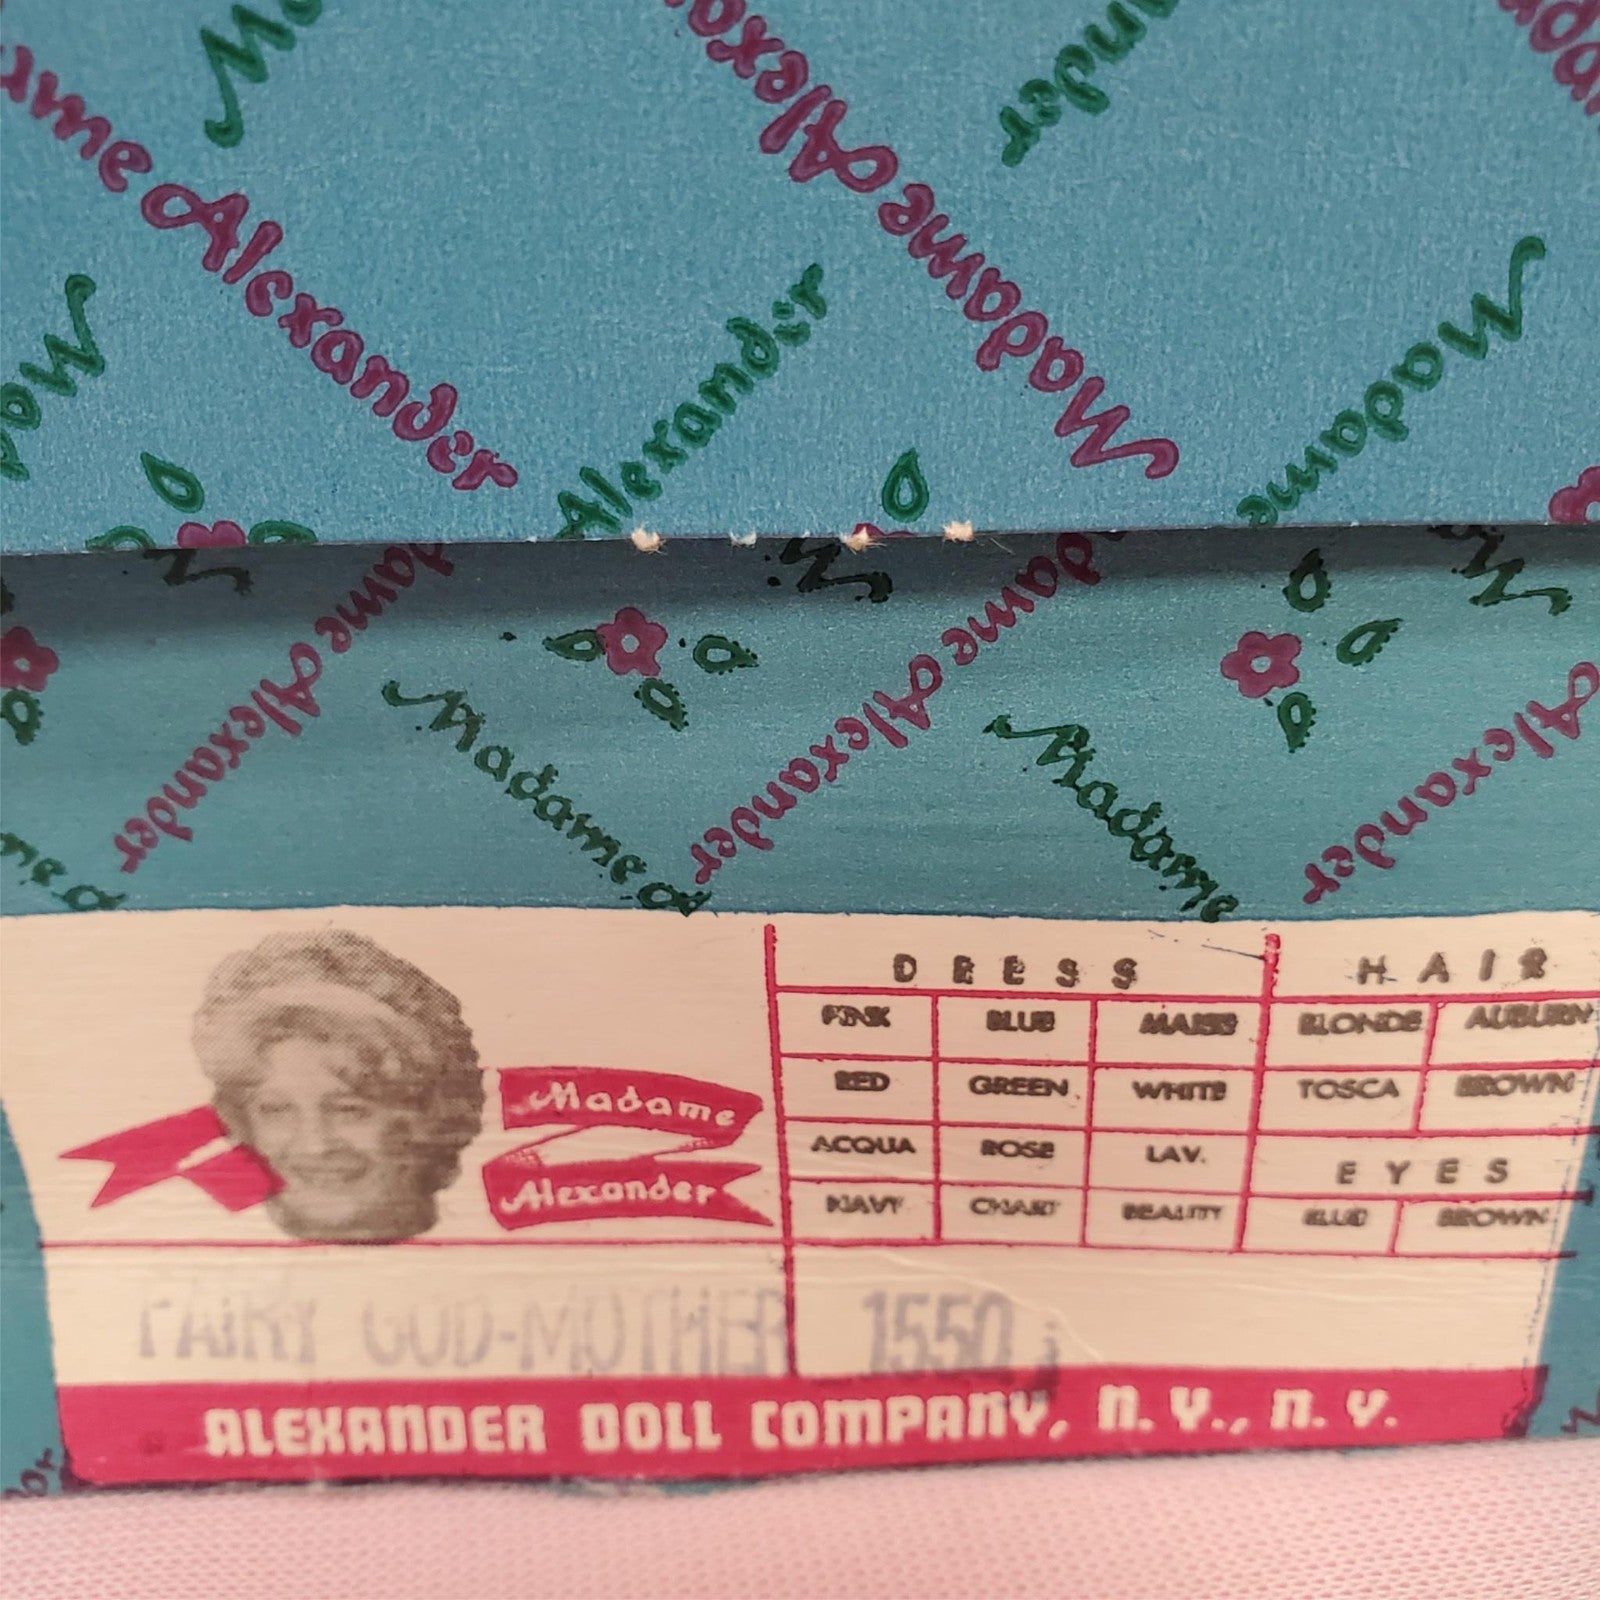 Madame Alexander
Madame Alexander
Alexander
Madame
Madame Alexander
Madame
Madame Alexander
Madame
Alexander
DRESS HAIR
PINK BLUE MAISE BLONDE AUBURN
RED GREEN WHITE TOSCA BROWN
ACQUA ROSE LAV. EYES
NAVY CHART BEAUTY BLUE BROWN
Madame
Alexander
FAIRY GOD-MOTHER 1550
ALEXANDER DOLL COMPANY, N. Y., N. Y.